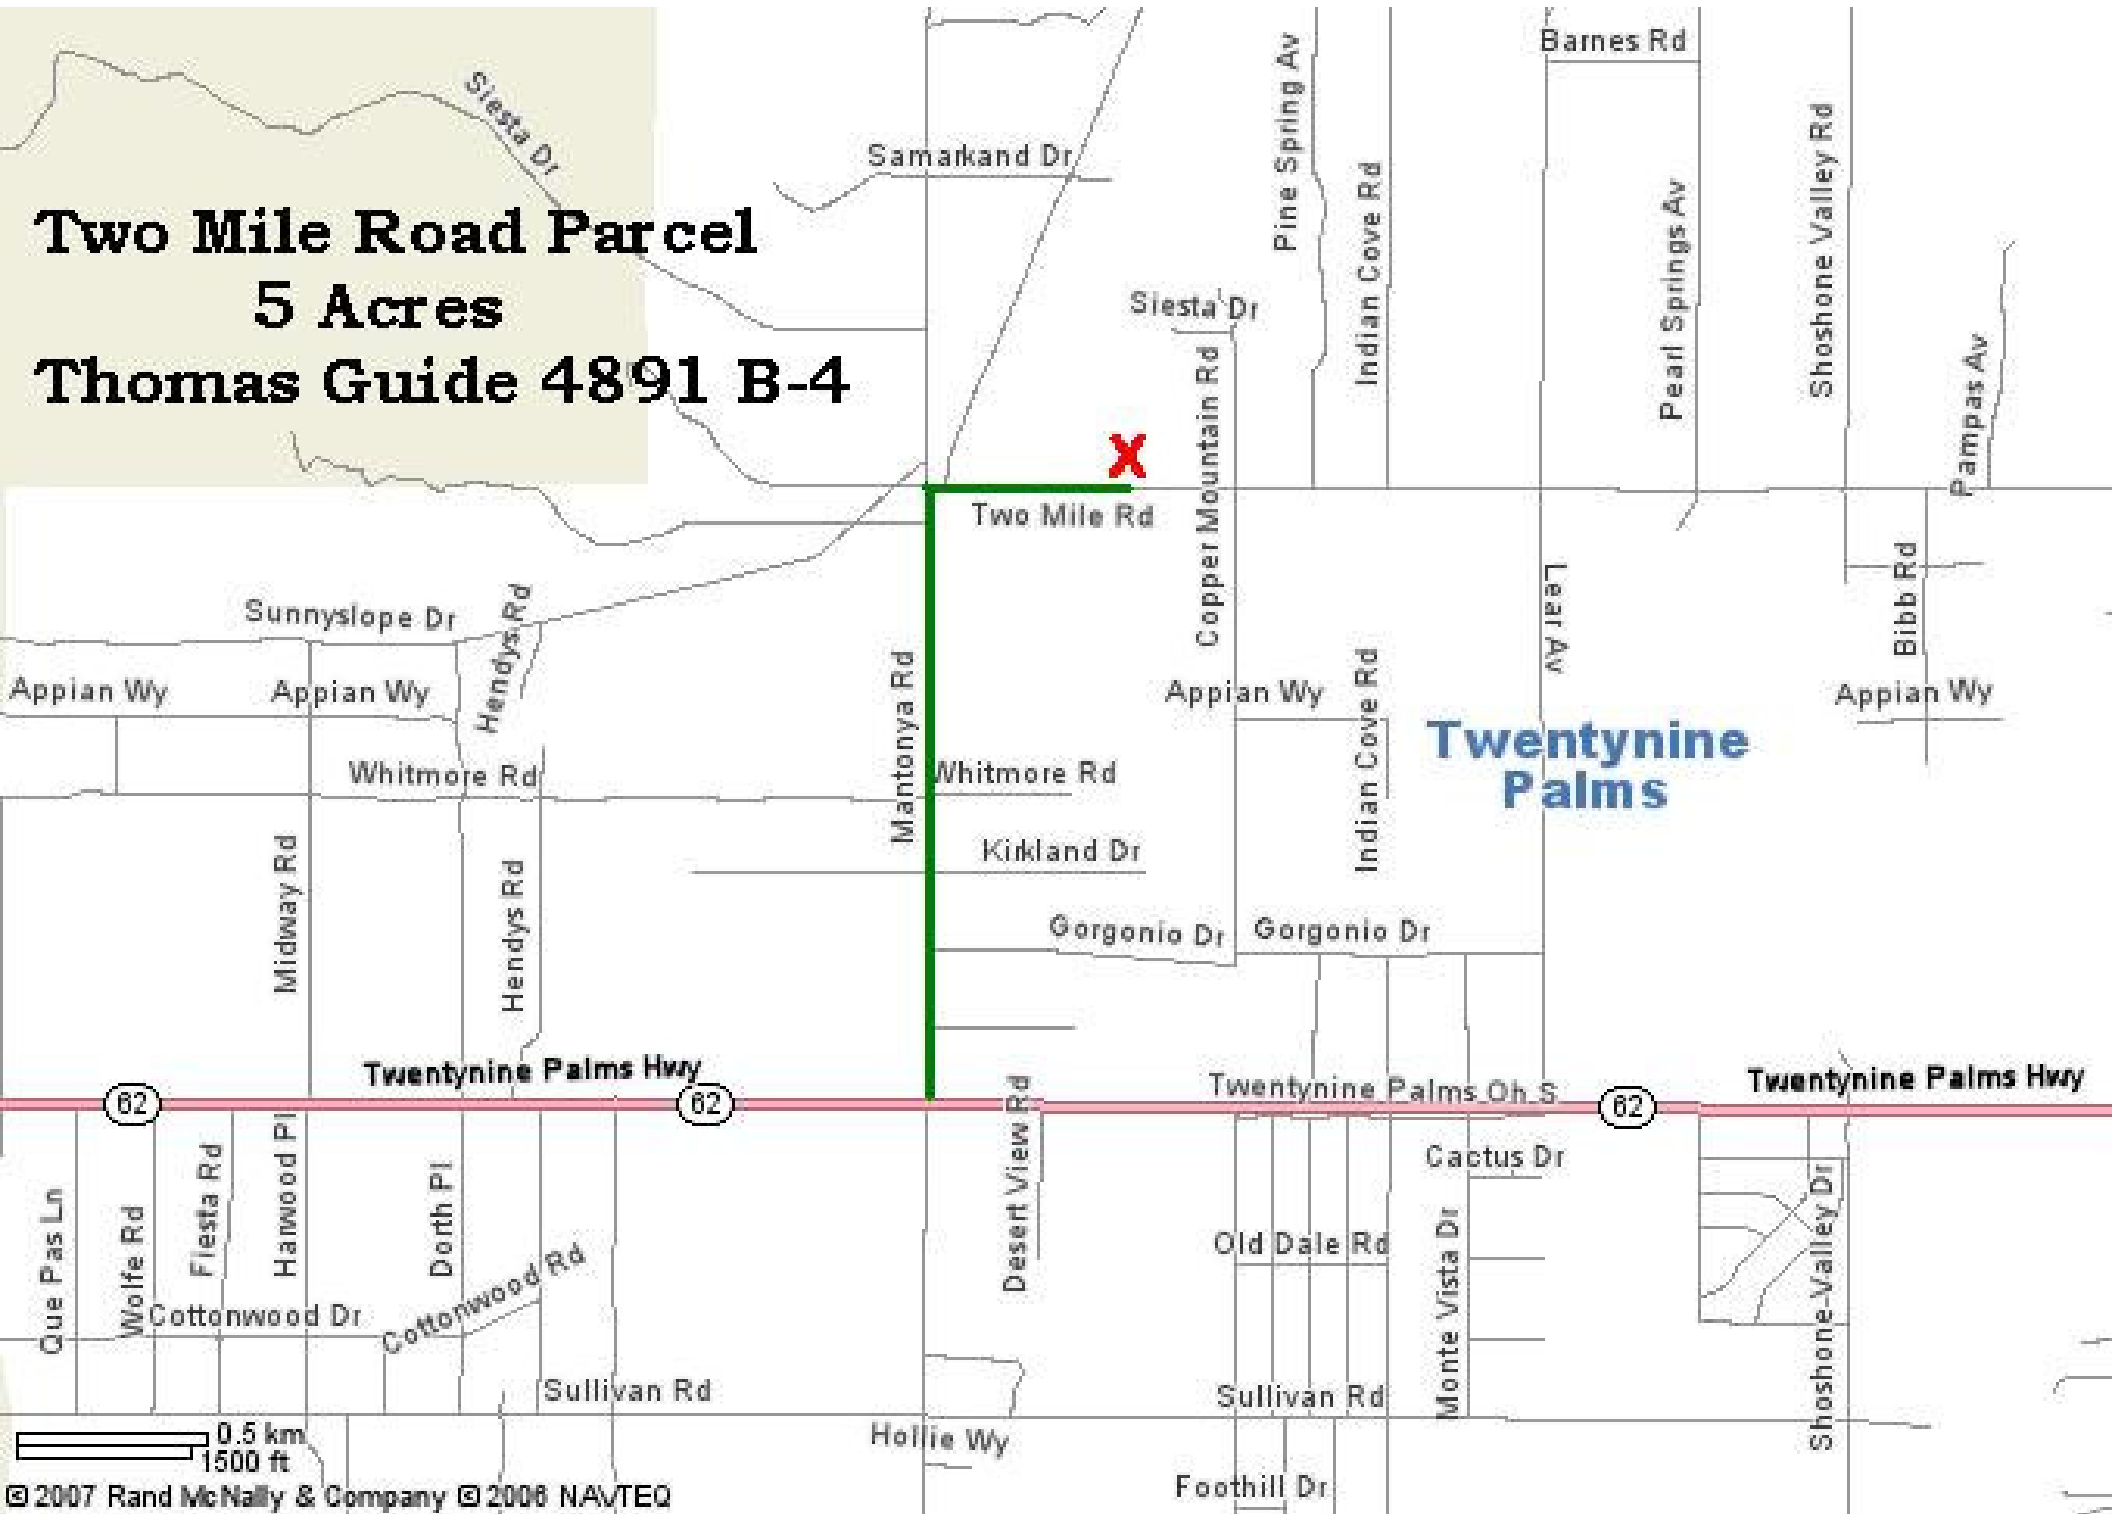 Barnes Rd
Siesta Dr
Pine Spring Av
Samarkand Dr
Indian Cove Rd
Shoshone Valley Rd
Pearl Springs Av
Two Mile Road Parcel
5 Acres
Thomas Guide 4891 B-4
Siesta Dr
Copper Mountain Rd
Pampas Av
X
Two Mile Rd
Lear Av
Bibb Rd
Sunnyslope Dr
Hendys Rd
Mantonya Rd
Indian Cove Rd
Appian Wy
Appian Wy
Appian Wy
Appian Wy
Twentynine
Palms
Whitmore Rd
Whitmore Rd
Kirkland Dr
Midway Rd
Hendys Rd
Gorgonio Dr
Gorgonio Dr
Twentynine Palms Hwy
Twentynine Palms Oh S
Twentynine Palms Hwy
62
62
62
Desert View Rd
Cactus Dr
Que Pas Ln
Wolfe Rd
Fiesta Rd
Hanwood Pl
Dorth Pl
Cottonwood Rd
Old Dale Rd
Monte Vista Dr
Shoshone-Valley Dr
Cottonwood Dr
Sullivan Rd
Sullivan Rd
Hollie Wy
0.5 km
1500 ft
Foothill Dr
© 2007 Rand McNally & Company © 2006 NAVTEQ